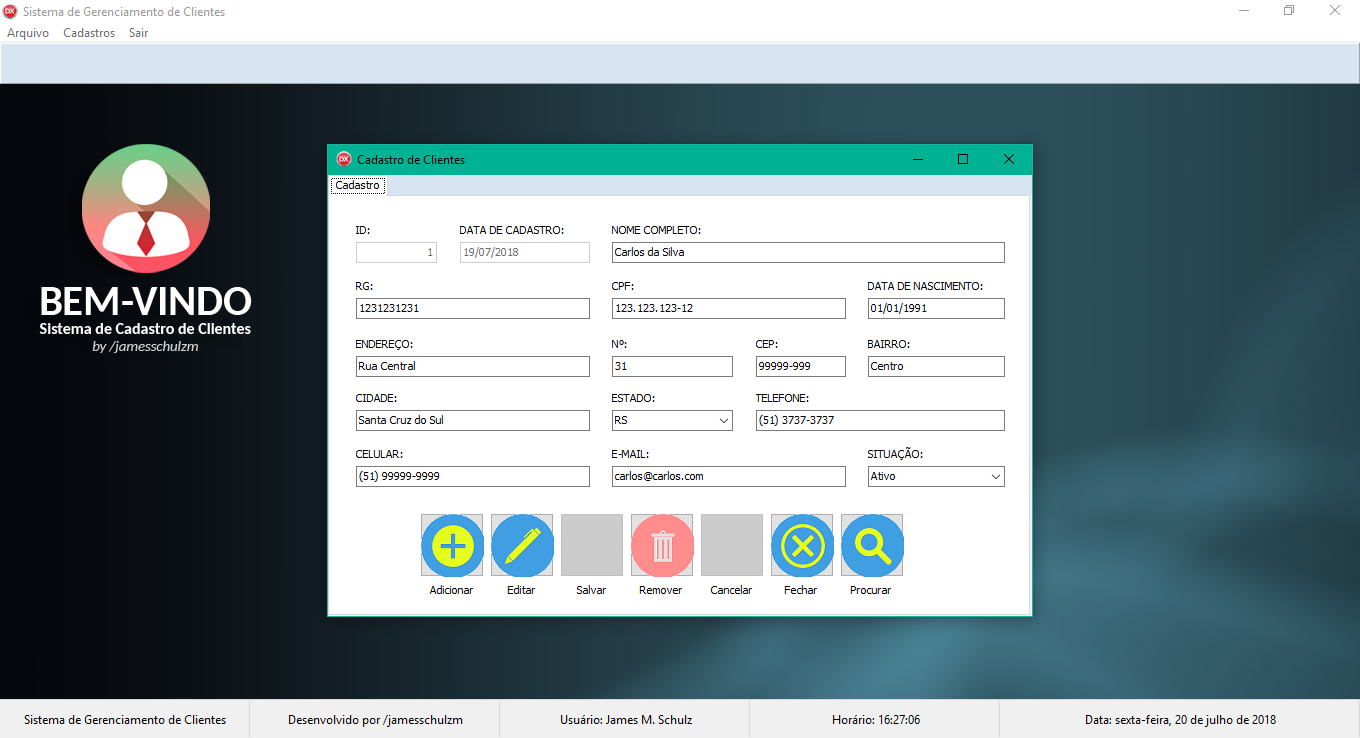 DX Sistema de Gerenciamento de Clientes
Arquivo Cadastros Sair
BEM-VINDO
Sistema de Cadastro de Clientes
by /jamesschulzm
DX Cadastro de Clientes
Cadastro
ID: DATA DE CADASTRO: NOME COMPLETO:
1 19/07/2018 Carlos da Silva
RG: CPF: DATA DE NASCIMENTO:
1231231231 123.123.123-12 01/01/1991
ENDEREÇO: Nº: CEP: BAIRRO:
Rua Central 31 99999-999 Centro
CIDADE: ESTADO: TELEFONE:
Santa Cruz do Sul RS (51) 3737-3737
CELULAR: E-MAIL: SITUAÇÃO:
(51) 99999-9999 carlos@carlos.com Ativo
Adicionar Editar Salvar Remover Cancelar Fechar Procurar
Sistema de Gerenciamento de Clientes Desenvolvido por /jamesschulzm Usuário: James M. Schulz Horário: 16:27:06 Data: sexta-feira, 20 de julho de 2018